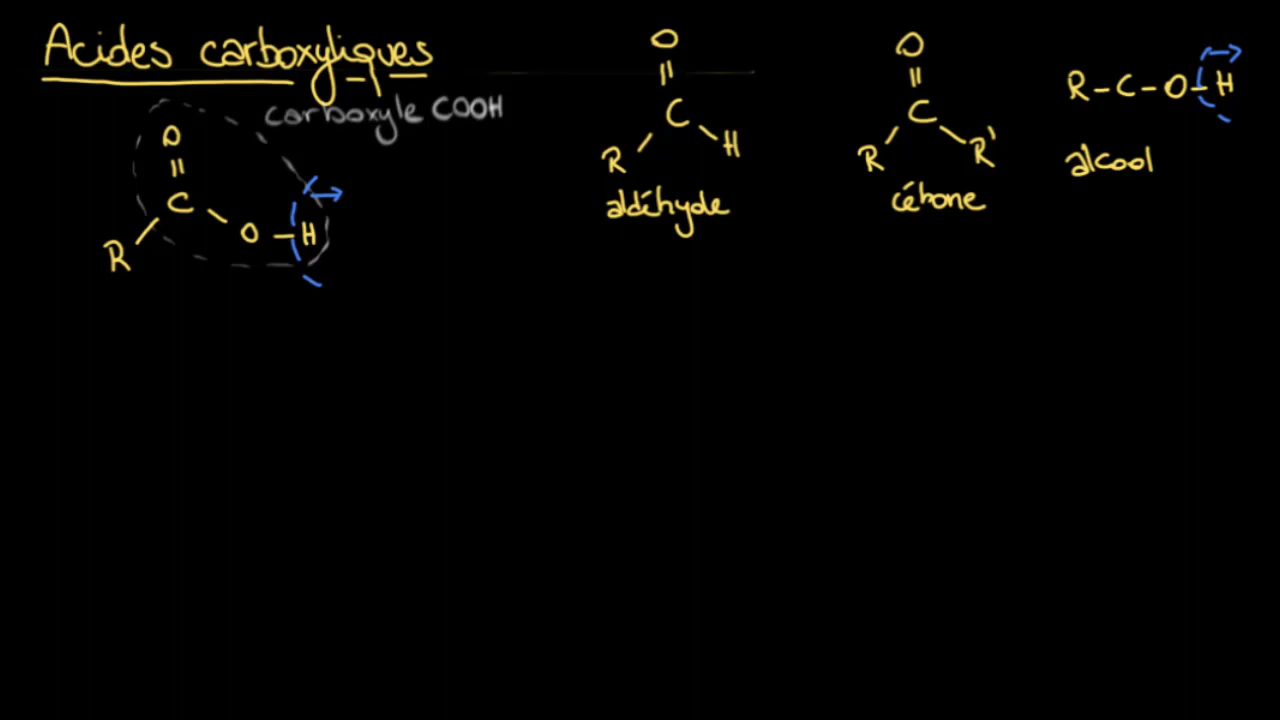 Acides carboxyliques
carboxyle COOH
O
||
C
O - H
R
O
||
C
R H
aldéhyde
O
||
C
R R'
cétone
R - C - O - H
alcool